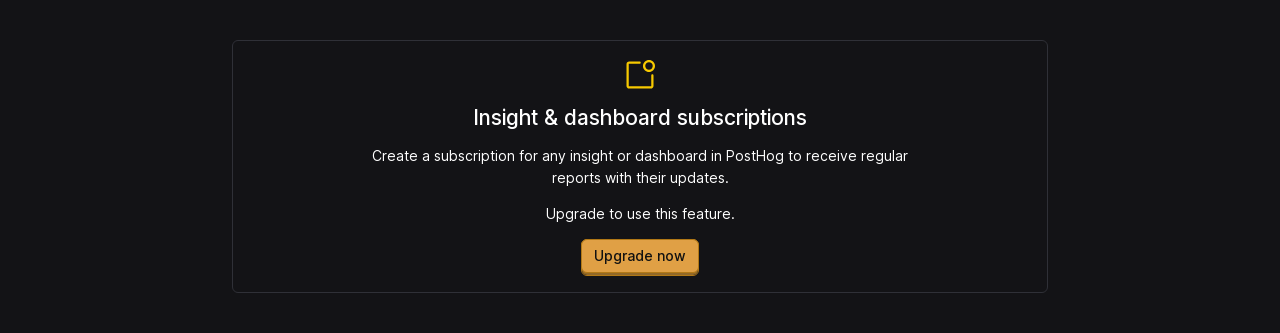 Insight & dashboard subscriptions
Create a subscription for any insight or dashboard in PostHog to receive regular
reports with their updates.
Upgrade to use this feature.
Upgrade now